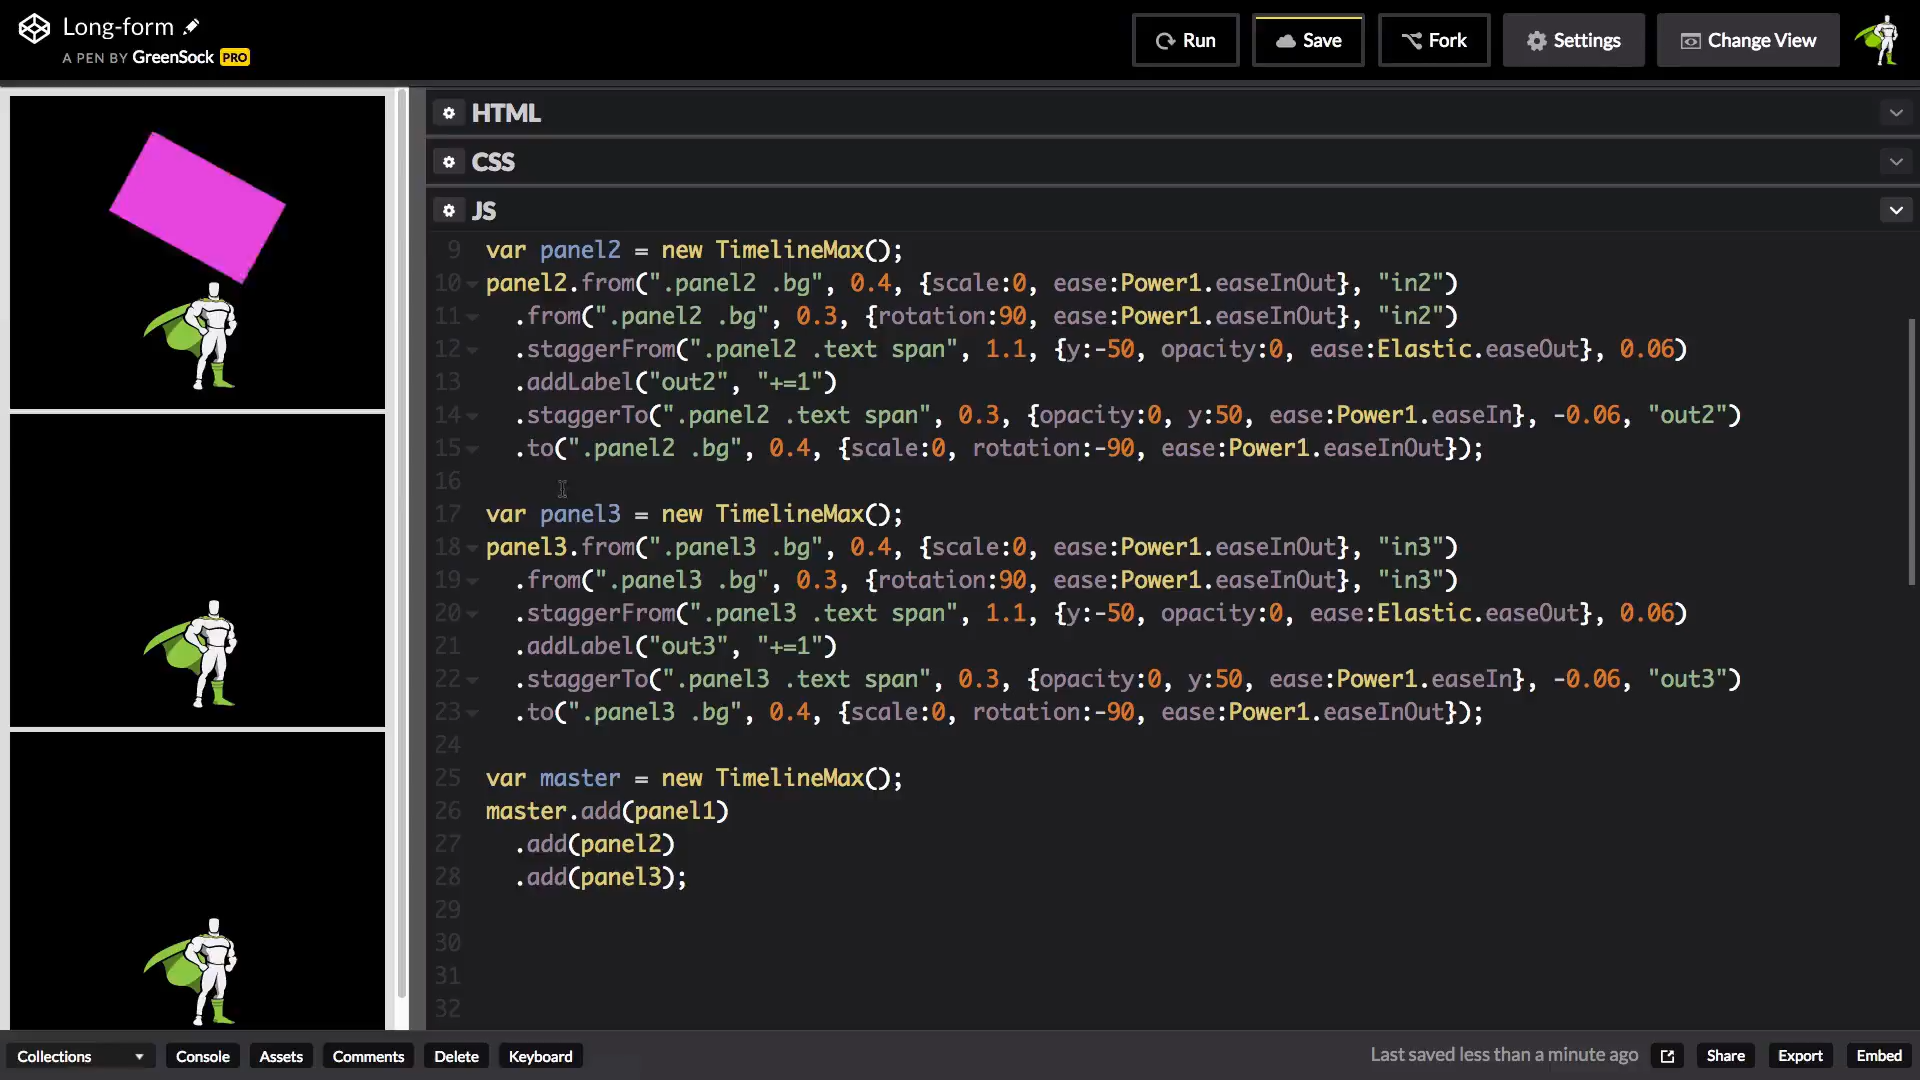 Long-form
A PEN BY GreenSock PRO
Run
Save
Fork
Settings
Change View
HTML
CSS
JS
9 var panel2 = new TimelineMax();
10 panel2.from(".panel2 .bg", 0.4, {scale:0, ease:Power1.easeInOut}, "in2")
11 .from(".panel2 .bg", 0.3, {rotation:90, ease:Power1.easeInOut}, "in2")
12 .staggerFrom(".panel2 .text span", 1.1, {y:-50, opacity:0, ease:Elastic.easeOut}, 0.06)
13 .addLabel("out2", "+=1")
14 .staggerTo(".panel2 .text span", 0.3, {opacity:0, y:50, ease:Power1.easeIn}, -0.06, "out2")
15 .to(".panel2 .bg", 0.4, {scale:0, rotation:-90, ease:Power1.easeInOut});
16
17 var panel3 = new TimelineMax();
18 panel3.from(".panel3 .bg", 0.4, {scale:0, ease:Power1.easeInOut}, "in3")
19 .from(".panel3 .bg", 0.3, {rotation:90, ease:Power1.easeInOut}, "in3")
20 .staggerFrom(".panel3 .text span", 1.1, {y:-50, opacity:0, ease:Elastic.easeOut}, 0.06)
21 .addLabel("out3", "+=1")
22 .staggerTo(".panel3 .text span", 0.3, {opacity:0, y:50, ease:Power1.easeIn}, -0.06, "out3")
23 .to(".panel3 .bg", 0.4, {scale:0, rotation:-90, ease:Power1.easeInOut});
24
25 var master = new TimelineMax();
26 master.add(panel1)
27 .add(panel2)
28 .add(panel3);
29
30
31
32
Collections
Console
Assets
Comments
Delete
Keyboard
Last saved less than a minute ago
Share
Export
Embed